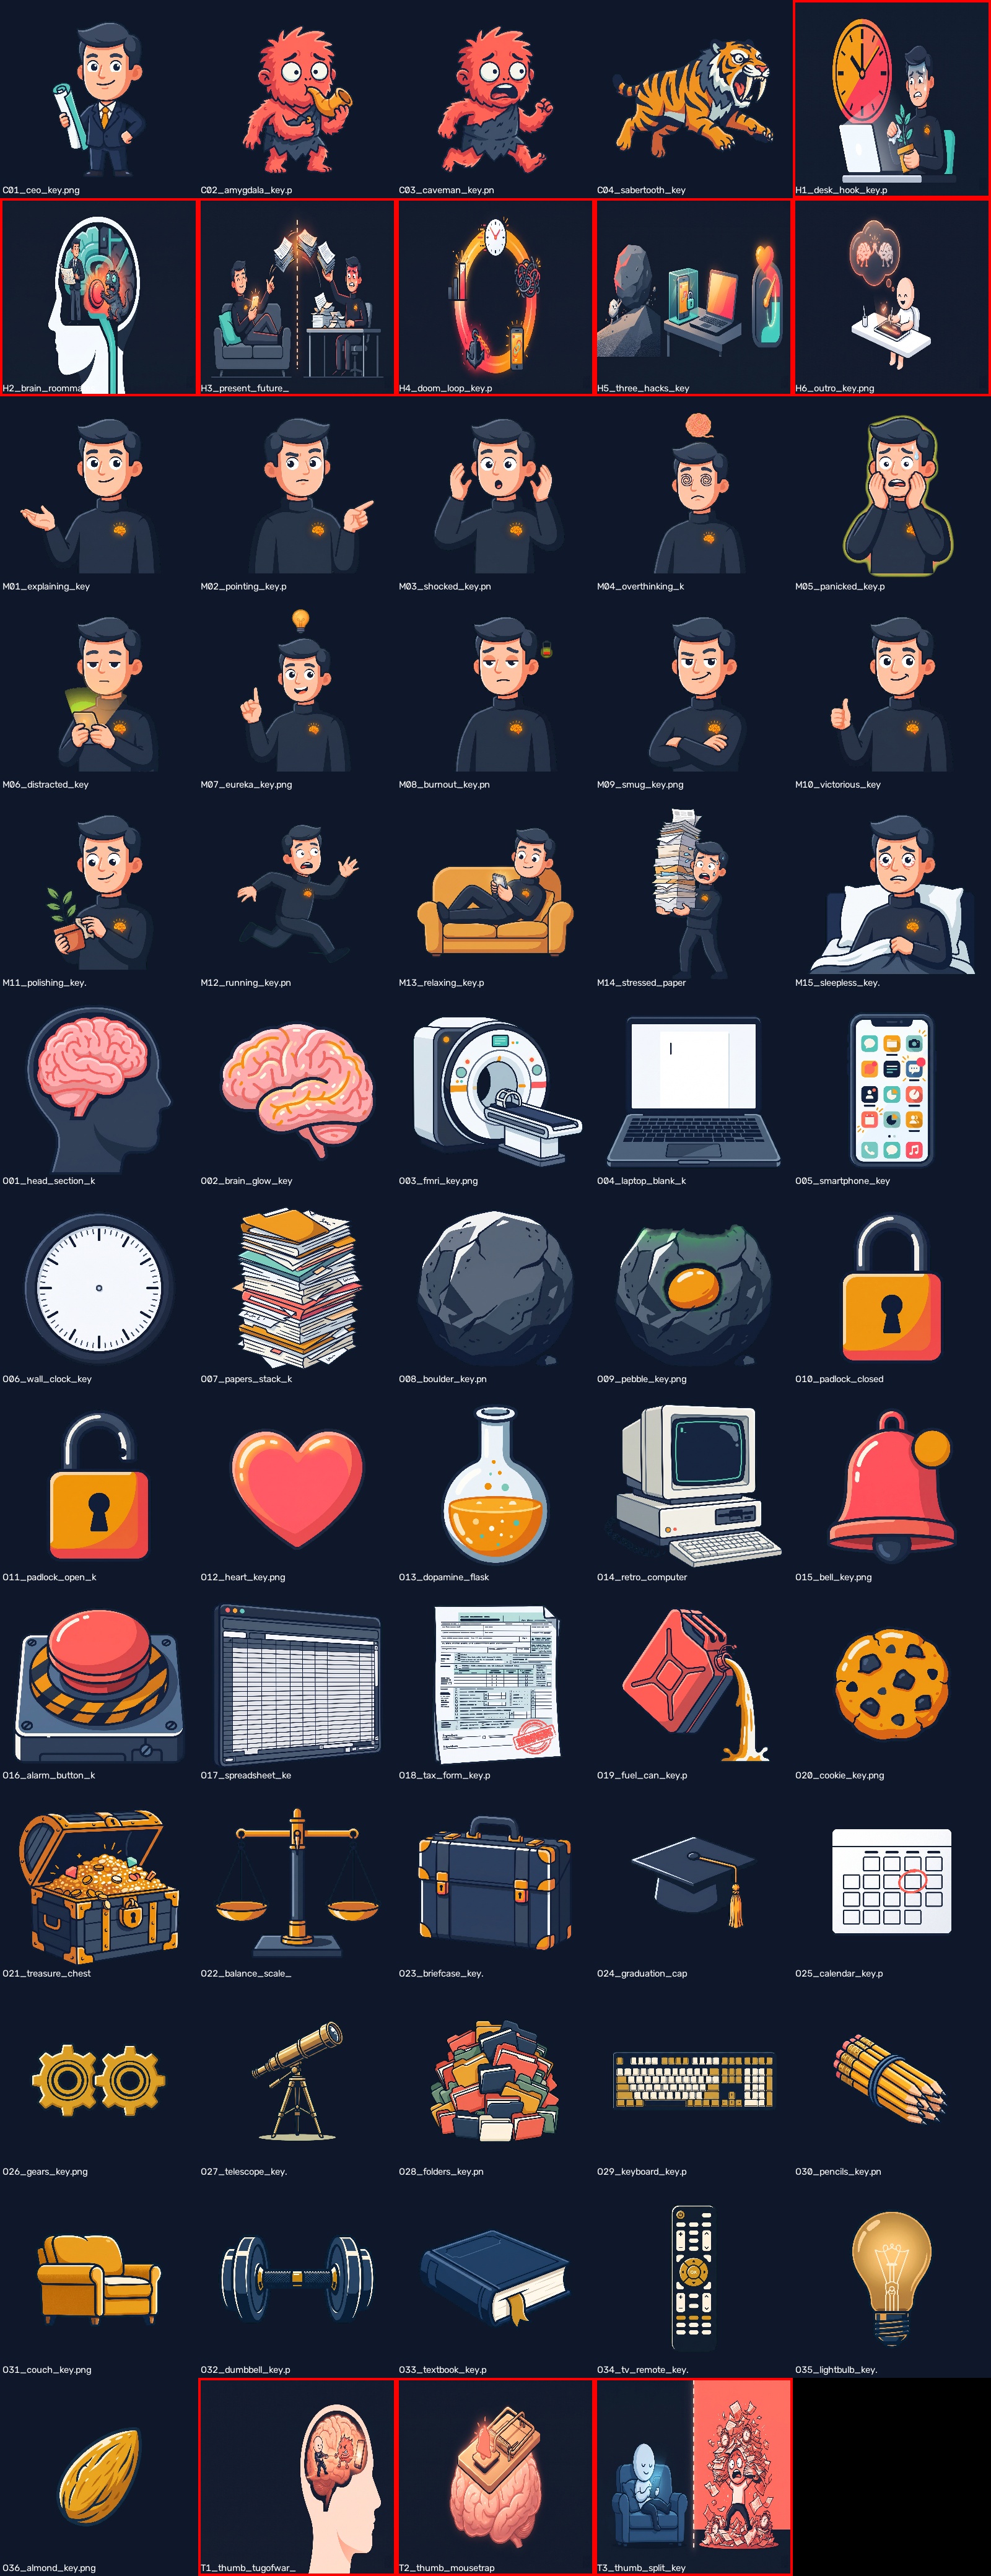 C01_ceo_key.png
C02_amygdala_key.p
C03_caveman_key.pn
C04_sabertooth_key
H1_desk_hook_key.p
H2_brain_roomma
H3_present_future_
H4_doom_loop_key.p
H5_three_hacks_key
H6_outro_key.png
M01_explaining_key
M02_pointing_key.p
M03_shocked_key.pn
M04_overthinking_k
M05_panicked_key.p
M06_distracted_key
M07_eureka_key.png
M08_burnout_key.pn
M09_smug_key.png
M10_victorious_key
M11_polishing_key.
M12_running_key.pn
M13_relaxing_key.p
M14_stressed_paper
M15_sleepless_key.
O01_head_section_k
O02_brain_glow_key
O03_fmri_key.png
O04_laptop_blank_k
O05_smartphone_key
O06_wall_clock_key
O07_papers_stack_k
O08_boulder_key.pn
O09_pebble_key.png
O10_padlock_closed
O11_padlock_open_k
O12_heart_key.png
O13_dopamine_flask
O14_retro_computer
O15_bell_key.png
O16_alarm_button_k
O17_spreadsheet_ke
O18_tax_form_key.p
O19_fuel_can_key.p
O20_cookie_key.png
O21_treasure_chest
O22_balance_scale_
O23_briefcase_key.
O24_graduation_cap
O25_calendar_key.p
O26_gears_key.png
O27_telescope_key.
O28_folders_key.pn
O29_keyboard_key.p
O30_pencils_key.pn
O31_couch_key.png
O32_dumbbell_key.p
O33_textbook_key.p
O34_tv_remote_key.
O35_lightbulb_key.
O36_almond_key.png
T1_thumb_tugofwar_
T2_thumb_mousetrap
T3_thumb_split_key